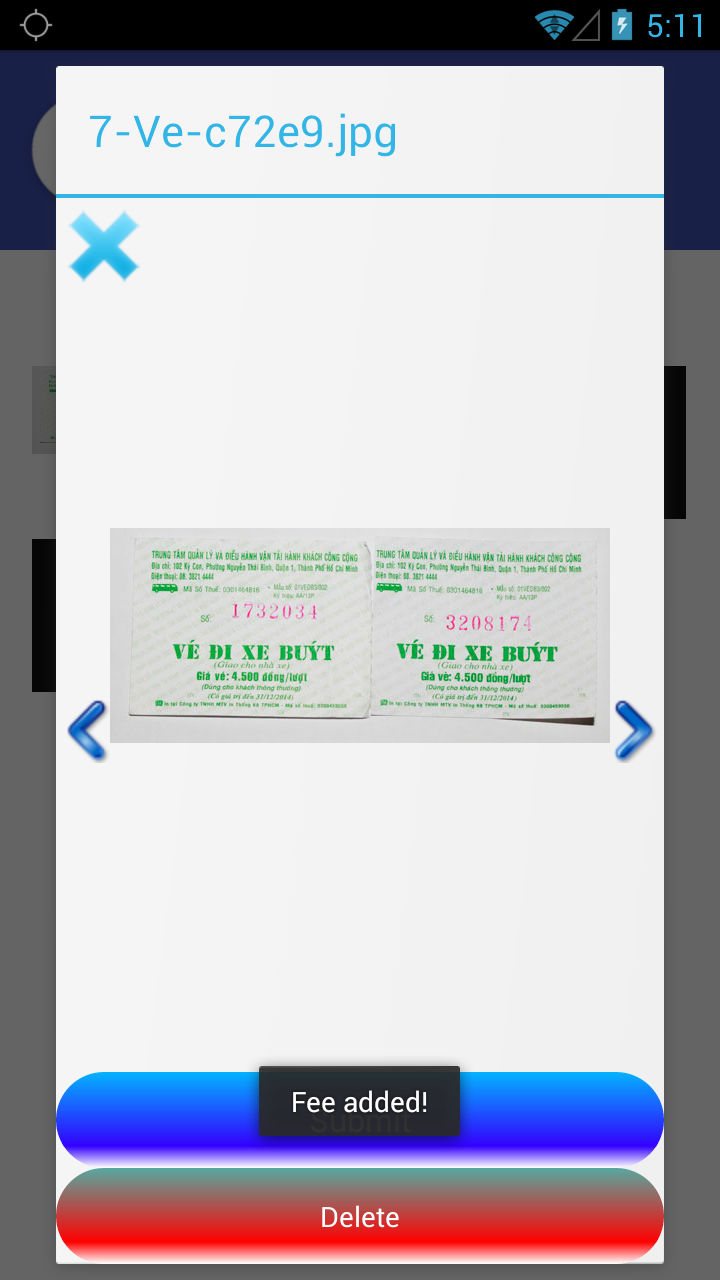 5:11
7-Ve-c72e9.jpg
TRUNG TÂM QUẢN LÝ VÀ ĐIỀU HÀNH VẬN TẢI HÀNH KHÁCH CÔNG CỘNG
Địa chỉ: 102 Ký Con, Phường Nguyễn Thái Bình, Quận 1, Thành Phố Hồ Chí Minh
Điện thoại: 08. 3821 4444
Mã Số Thuế: 0301464816 - Mẫu số: 01VEDB3/002
Ký hiệu: AA/13P
Số: 1732034
VÉ ĐI XE BUÝT
(Giao cho nhà xe)
Giá vé: 4.500 đồng/lượt
(Dùng cho khách thông thường)
(Có giá trị đến 31/12/2014)
In tại Công ty TNHH MTV In Thống Kê TPHCM - Mã số thuế:
TRUNG TÂM QUẢN LÝ VÀ ĐIỀU HÀNH VẬN TẢI HÀNH KHÁCH CÔNG CỘNG
Địa chỉ: 102 Ký Con, Phường Nguyễn Thái Bình, Quận 1, Thành Phố Hồ Chí Minh
Điện thoại: 08. 3821 4444
Mã Số Thuế: 0301464816 - Mẫu số: 01VEDB3/002
Ký hiệu: AA/13P
Số: 3208174
VÉ ĐI XE BUÝT
(Giao cho nhà xe)
Giá vé: 4.500 đồng/lượt
(Dùng cho khách thông thường)
(Có giá trị đến 31/12/2014)
In tại Công ty TNHH MTV In Thống Kê TPHCM - Mã số thuế:
Submit
Fee added!
Delete